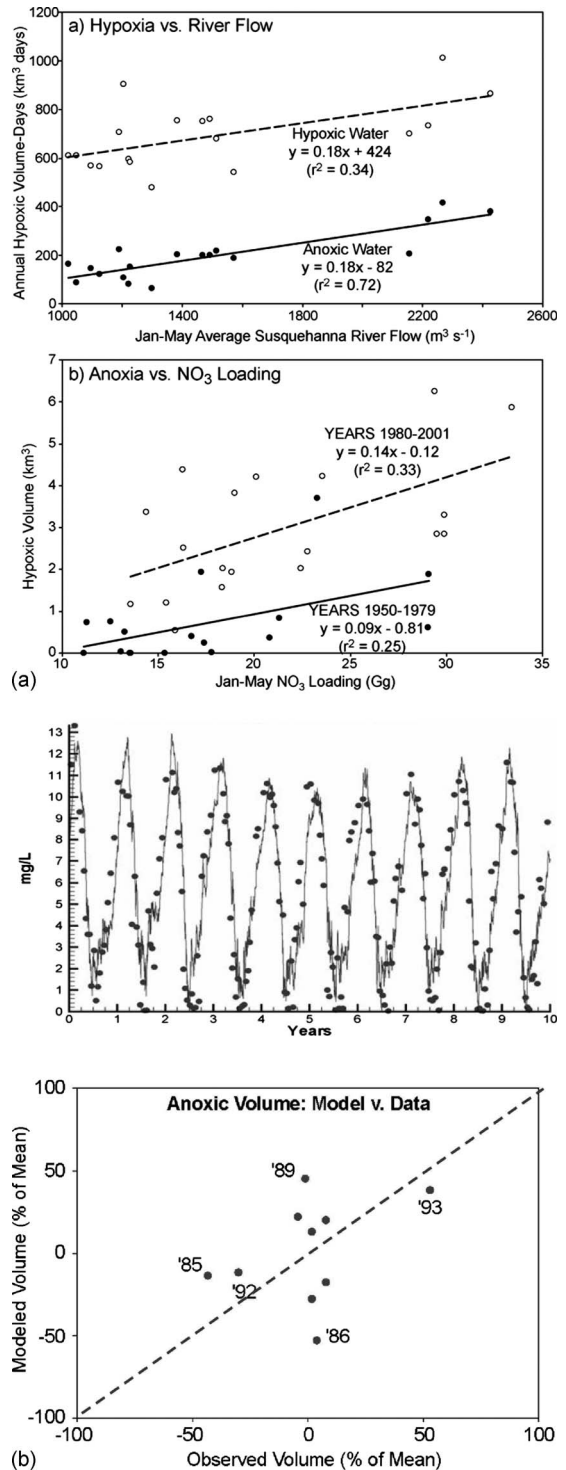 a) Hypoxia vs. River Flow
Annual Hypoxic Volume-Days (km³ days)
1200
1000
800
600
400
200
0
Hypoxic Water
y = 0.18x + 424
(r² = 0.34)
Anoxic Water
y = 0.18x - 82
(r² = 0.72)
1000 1400 1800 2200 2600
Jan-May Average Susquehanna River Flow (m³ s⁻¹)
b) Anoxia vs. NO₃ Loading
Hypoxic Volume (km³)
7
6
5
4
3
2
1
0
YEARS 1980-2001
y = 0.14x - 0.12
(r² = 0.33)
YEARS 1950-1979
y = 0.09x - 0.81
(r² = 0.25)
10 15 20 25 30 35
Jan-May NO₃ Loading (Gg)
(a)
mg/L
13
12
11
10
9
8
7
6
5
4
3
2
1
0
0 1 2 3 4 5 6 7 8 9 10
Years
Anoxic Volume: Model v. Data
Modeled Volume (% of Mean)
100
50
0
-50
-100
'89
'93
'85
'92
'86
-100 -50 0 50 100
Observed Volume (% of Mean)
(b)